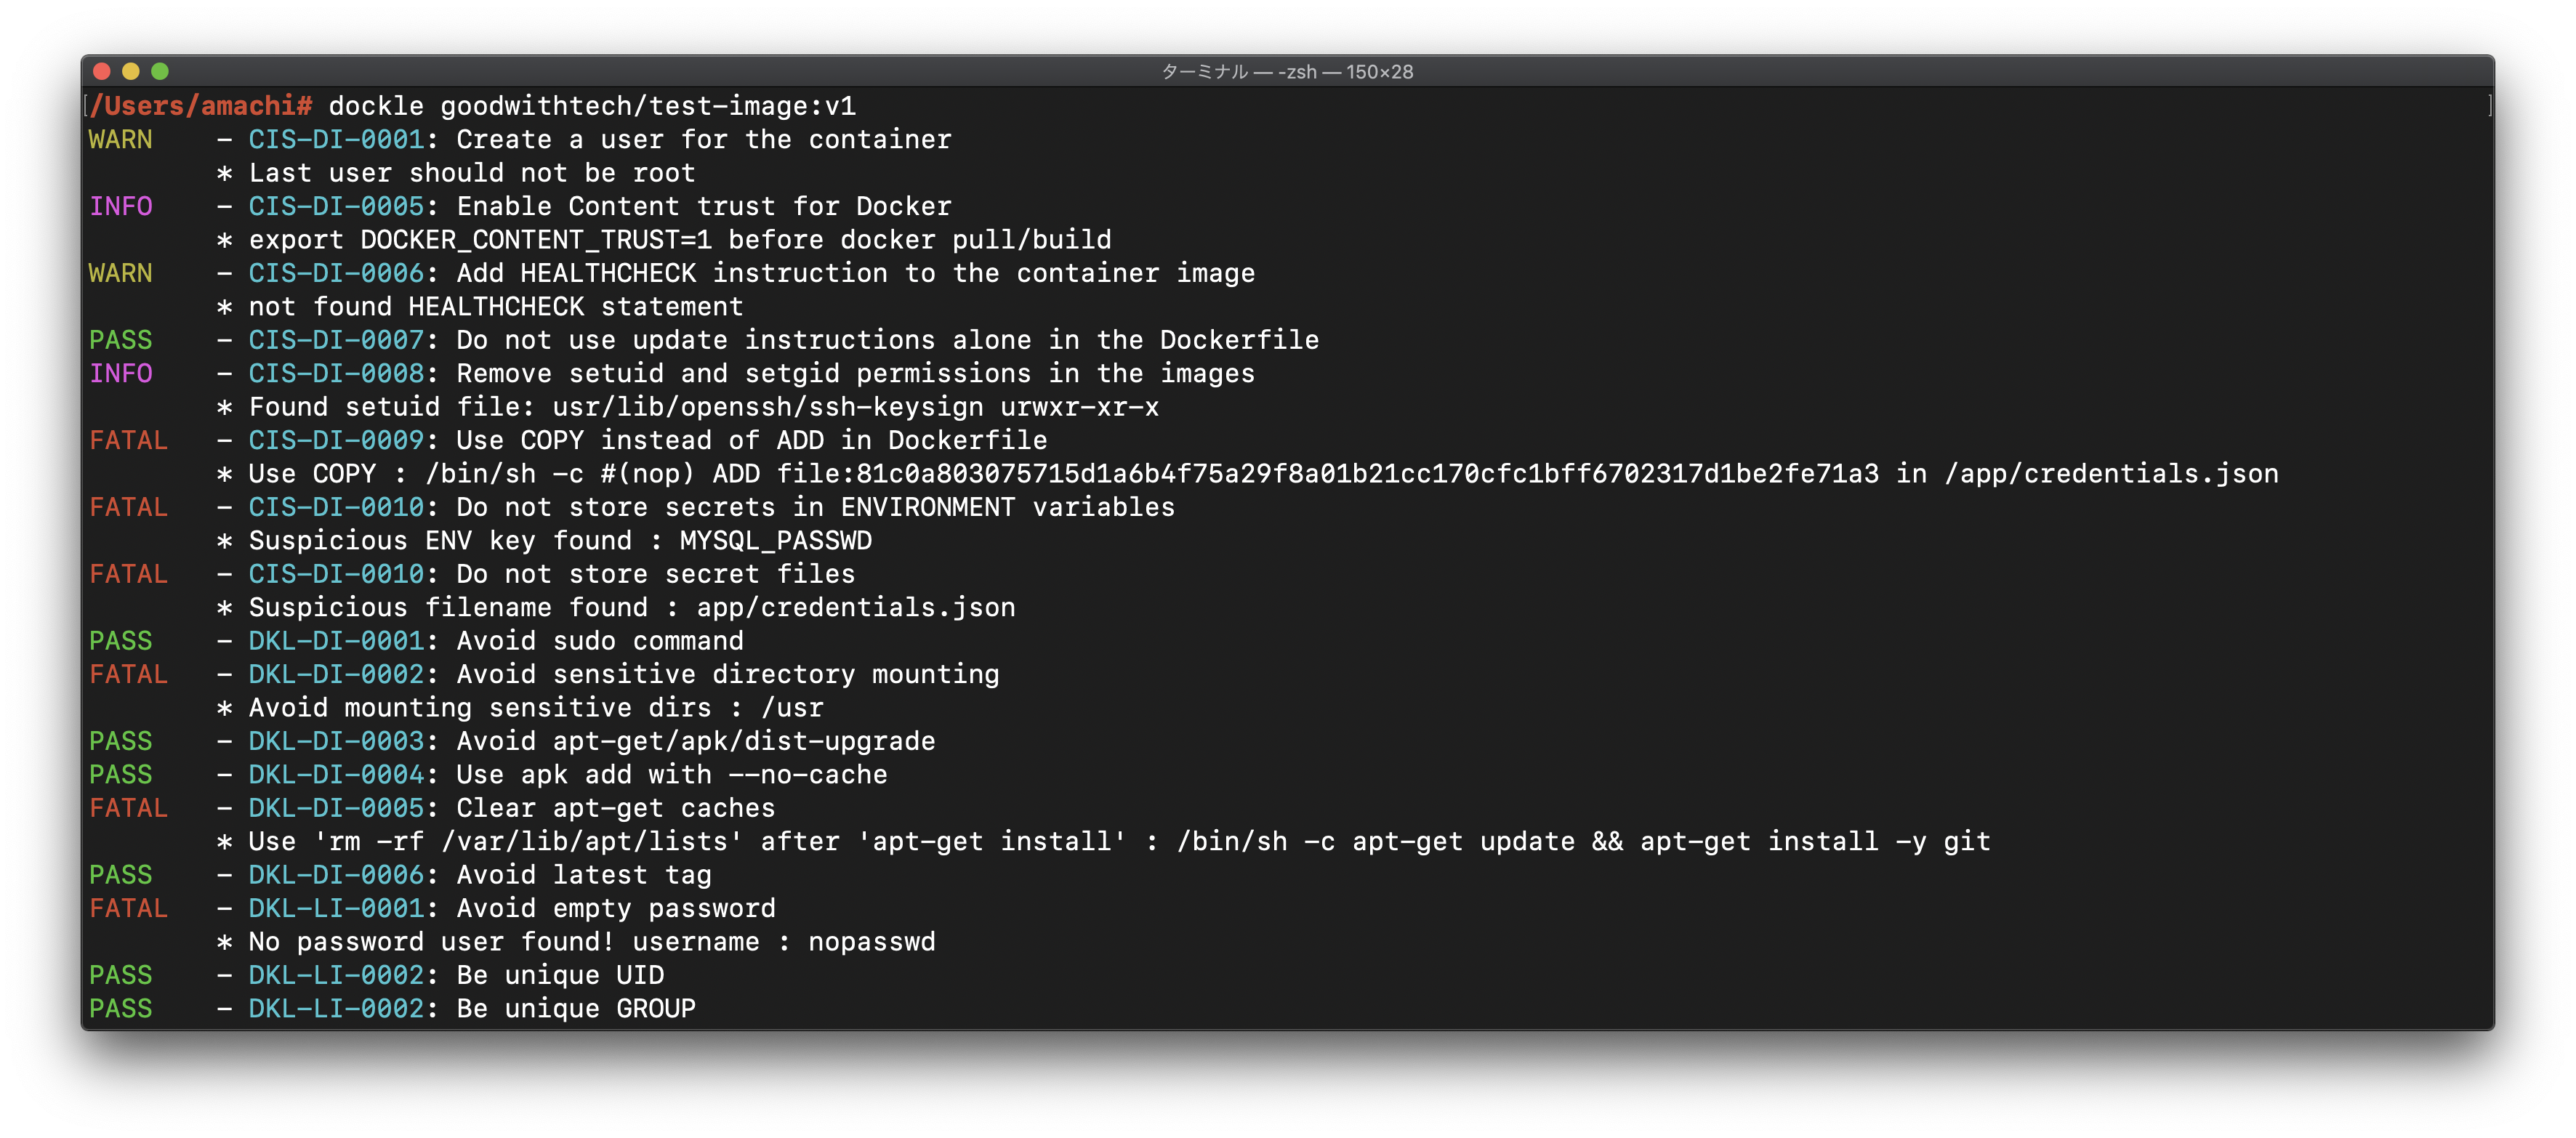 ターミナル — -zsh — 150×28
[/Users/amachi# dockle goodwithtech/test-image:v1 ]
WARN    - CIS-DI-0001: Create a user for the container
        * Last user should not be root
INFO    - CIS-DI-0005: Enable Content trust for Docker
        * export DOCKER_CONTENT_TRUST=1 before docker pull/build
WARN    - CIS-DI-0006: Add HEALTHCHECK instruction to the container image
        * not found HEALTHCHECK statement
PASS    - CIS-DI-0007: Do not use update instructions alone in the Dockerfile
INFO    - CIS-DI-0008: Remove setuid and setgid permissions in the images
        * Found setuid file: usr/lib/openssh/ssh-keysign urwxr-xr-x
FATAL   - CIS-DI-0009: Use COPY instead of ADD in Dockerfile
        * Use COPY : /bin/sh -c #(nop) ADD file:81c0a803075715d1a6b4f75a29f8a01b21cc170cfc1bff6702317d1be2fe71a3 in /app/credentials.json
FATAL   - CIS-DI-0010: Do not store secrets in ENVIRONMENT variables
        * Suspicious ENV key found : MYSQL_PASSWD
FATAL   - CIS-DI-0010: Do not store secret files
        * Suspicious filename found : app/credentials.json
PASS    - DKL-DI-0001: Avoid sudo command
FATAL   - DKL-DI-0002: Avoid sensitive directory mounting
        * Avoid mounting sensitive dirs : /usr
PASS    - DKL-DI-0003: Avoid apt-get/apk/dist-upgrade
PASS    - DKL-DI-0004: Use apk add with --no-cache
FATAL   - DKL-DI-0005: Clear apt-get caches
        * Use 'rm -rf /var/lib/apt/lists' after 'apt-get install' : /bin/sh -c apt-get update && apt-get install -y git
PASS    - DKL-DI-0006: Avoid latest tag
FATAL   - DKL-LI-0001: Avoid empty password
        * No password user found! username : nopasswd
PASS    - DKL-LI-0002: Be unique UID
PASS    - DKL-LI-0002: Be unique GROUP